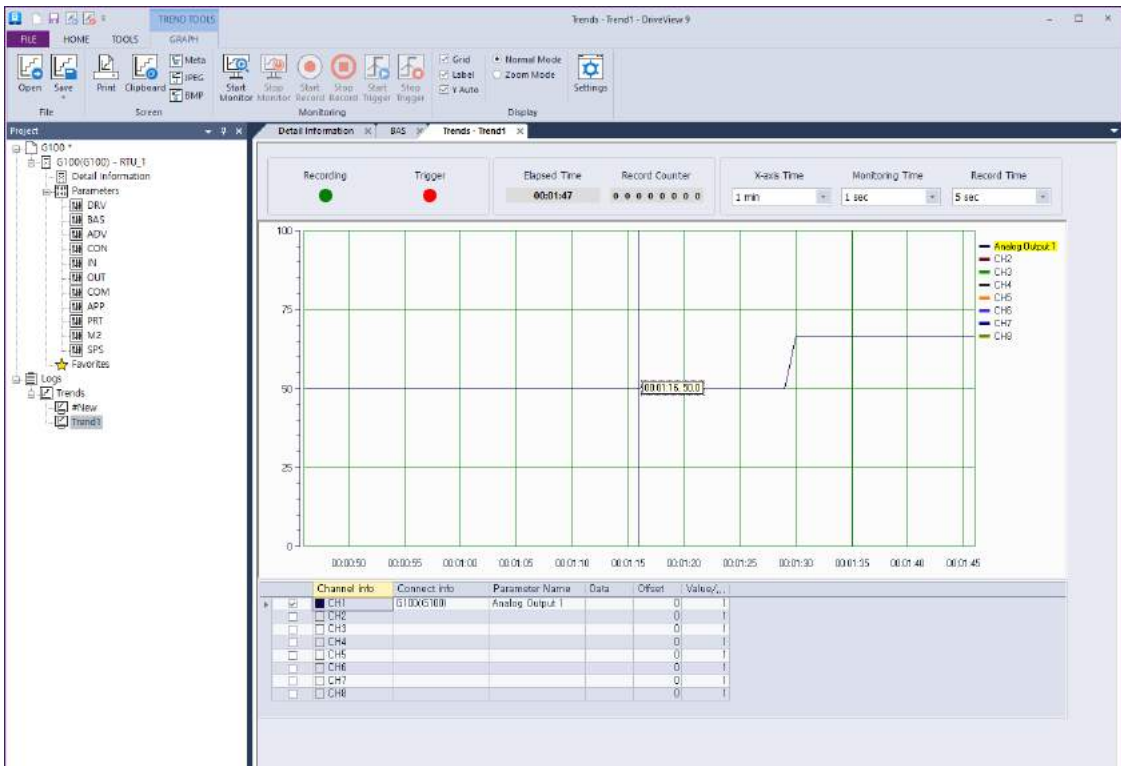 TREND TOOLS
Trends - Trend1 - DriveView 9
FILE HOME TOOLS GRAPH
Open Save Print Clipboard Meta JPEG BMP Start Monitor Stop Monitor Start Record Stop Record Start Trigger Stop Trigger Grid Label Y Auto Normal Mode Zoom Mode Settings
File Screen Monitoring Display
Project
G100 *
G100(G100) - RTU_1
Detail Information
Parameters
DRV
BAS
ADV
CON
IN
OUT
COM
APP
PRT
M2
SPS
Favorites
Logs
Trends
#New
Trend1
Detail Information BAS Trends - Trend1
Recording Trigger Elapsed Time Record Counter X-axis Time Monitoring Time Record Time
00:01:47 0 0 0 0 0 0 0 0 1 min 1 sec 5 sec
100
75
50
25
0
00:01:16, 50.0
Analog Output 1
CH2
CH3
CH4
CH5
CH6
CH7
CH8
00:00:50 00:00:55 00:01:00 00:01:05 00:01:10 00:01:15 00:01:20 00:01:25 00:01:30 00:01:35 00:01:40 00:01:45
Channel info Connect info Parameter Name Data Offset Value/...
CH1 G100(G100) Analog Output 1 0 1
CH2 0 1
CH3 0 1
CH4 0 1
CH5 0 1
CH6 0 1
CH7 0 1
CH8 0 1